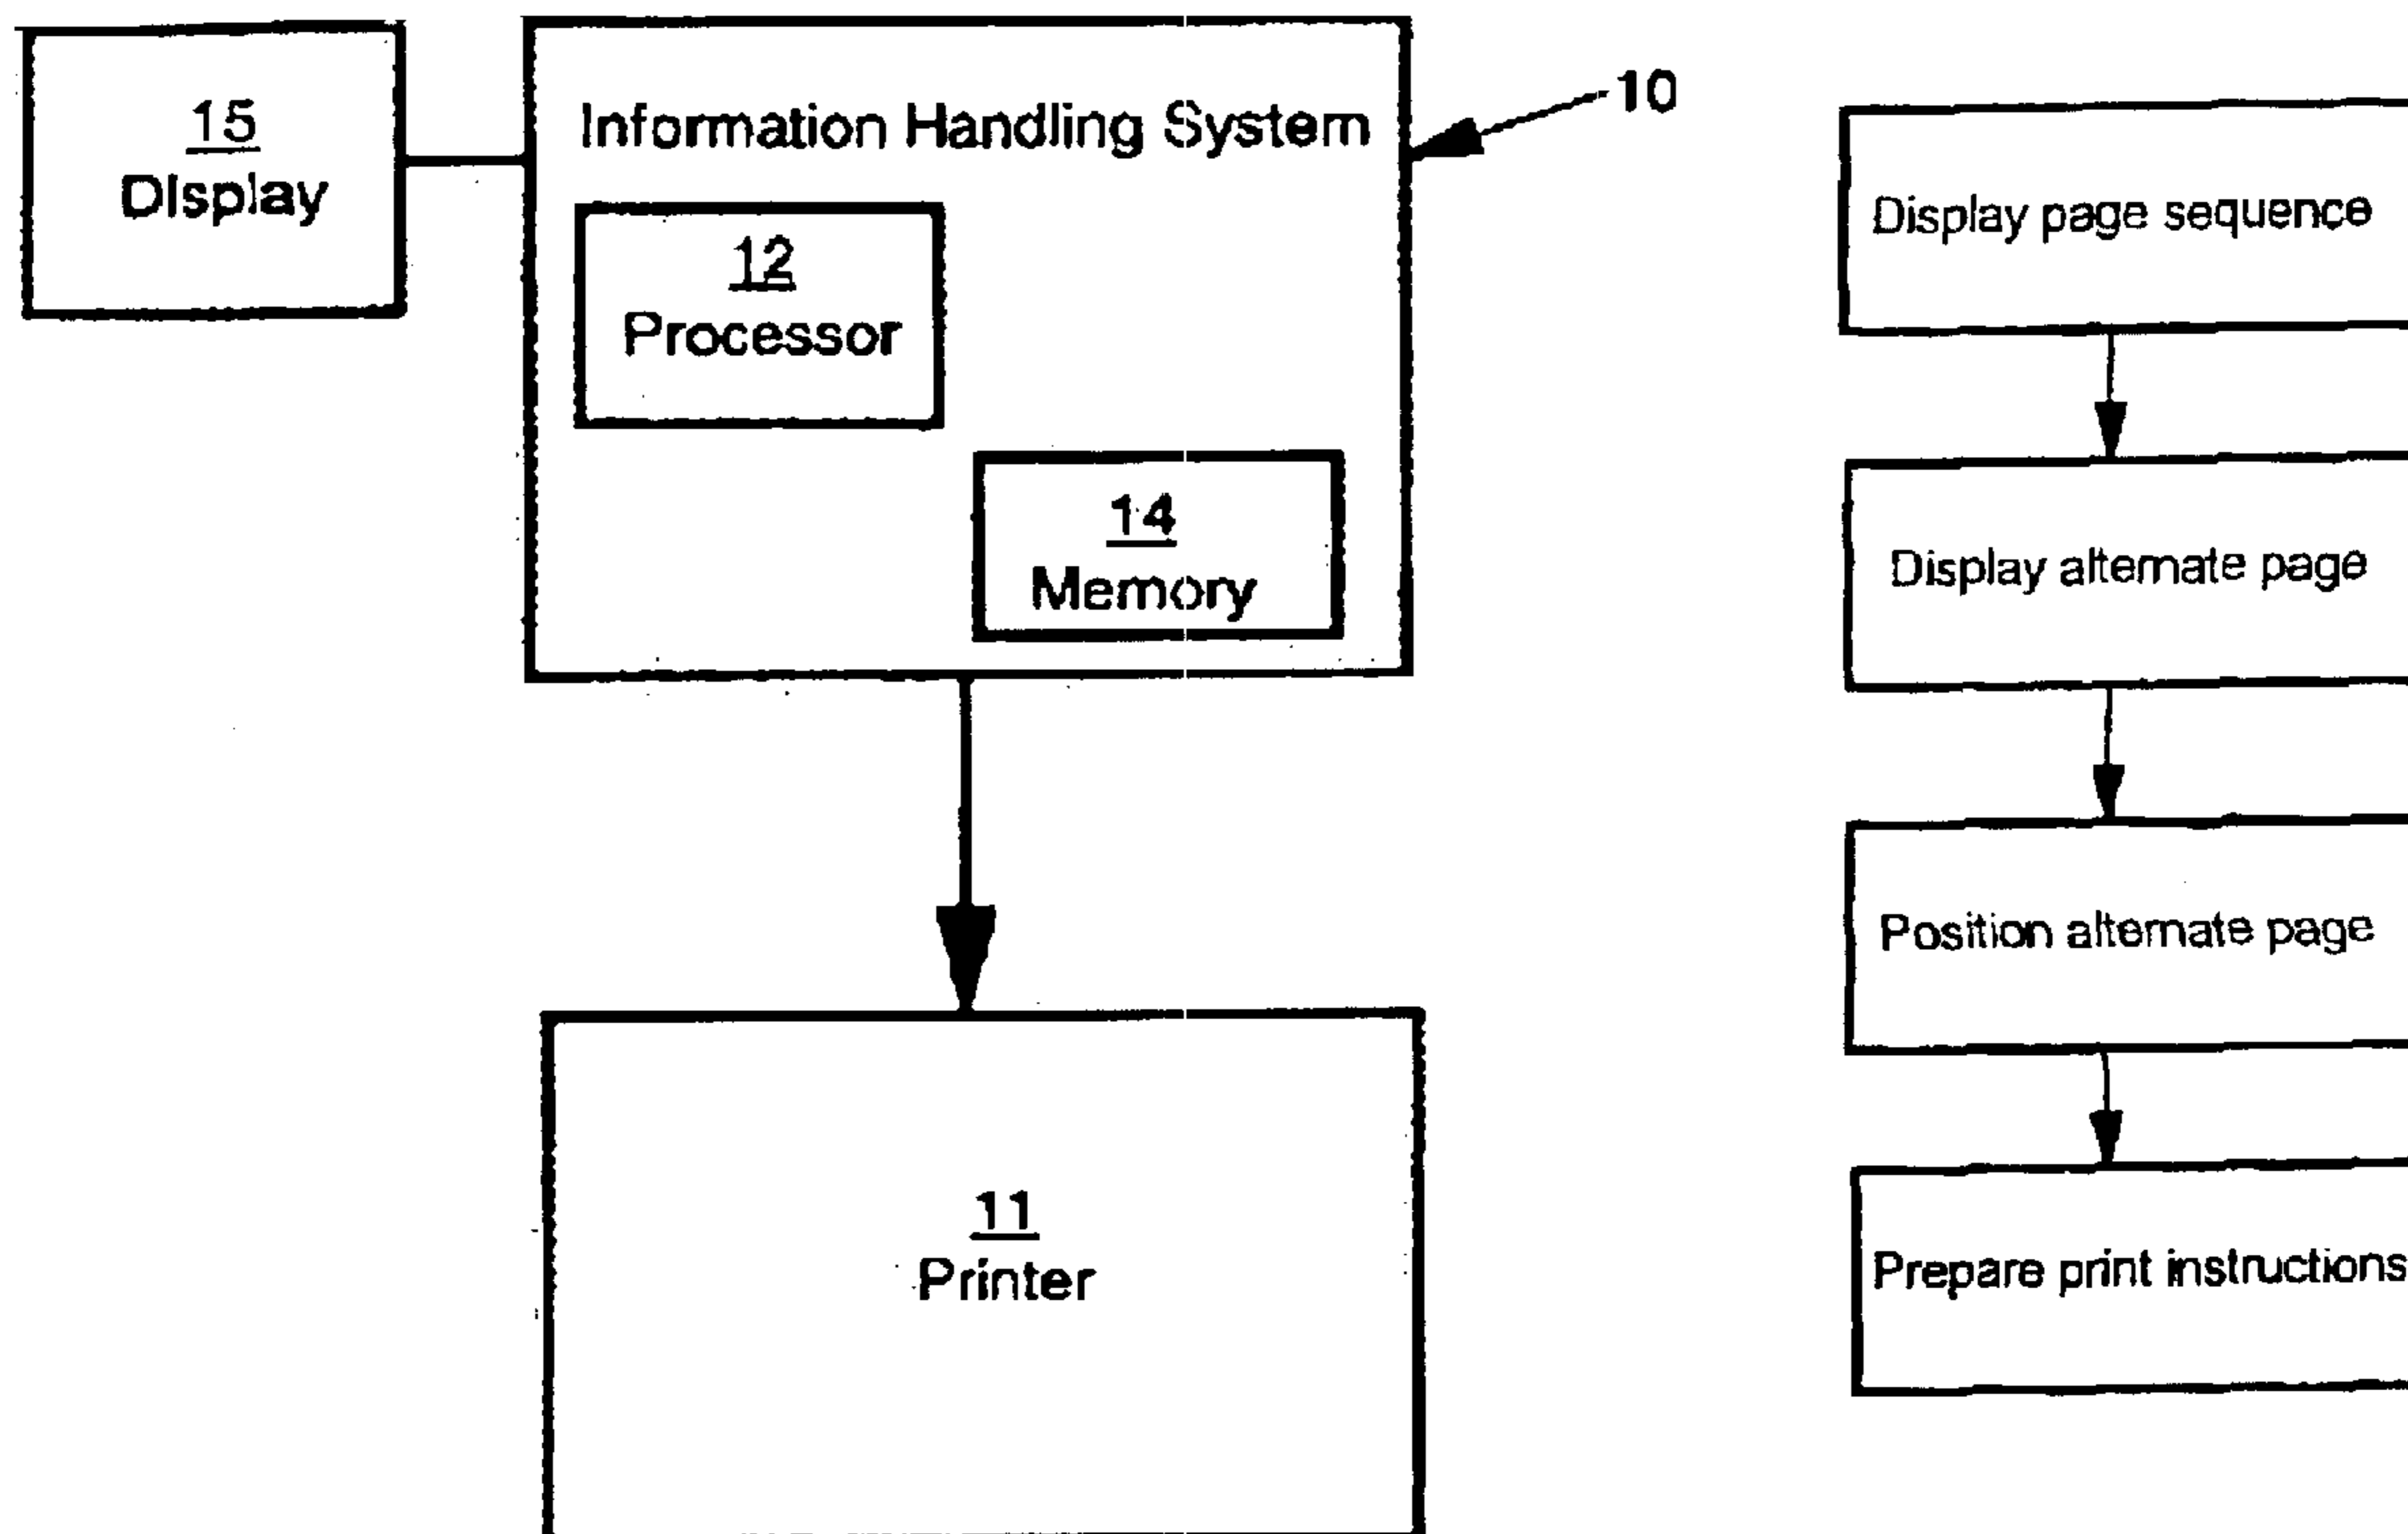 15
DIsplay
Information Handling System
10
12
Processor
14
Memory
11
Printer
Display page sequence
Display alternate page
Position alternate page
Prepare print instructions